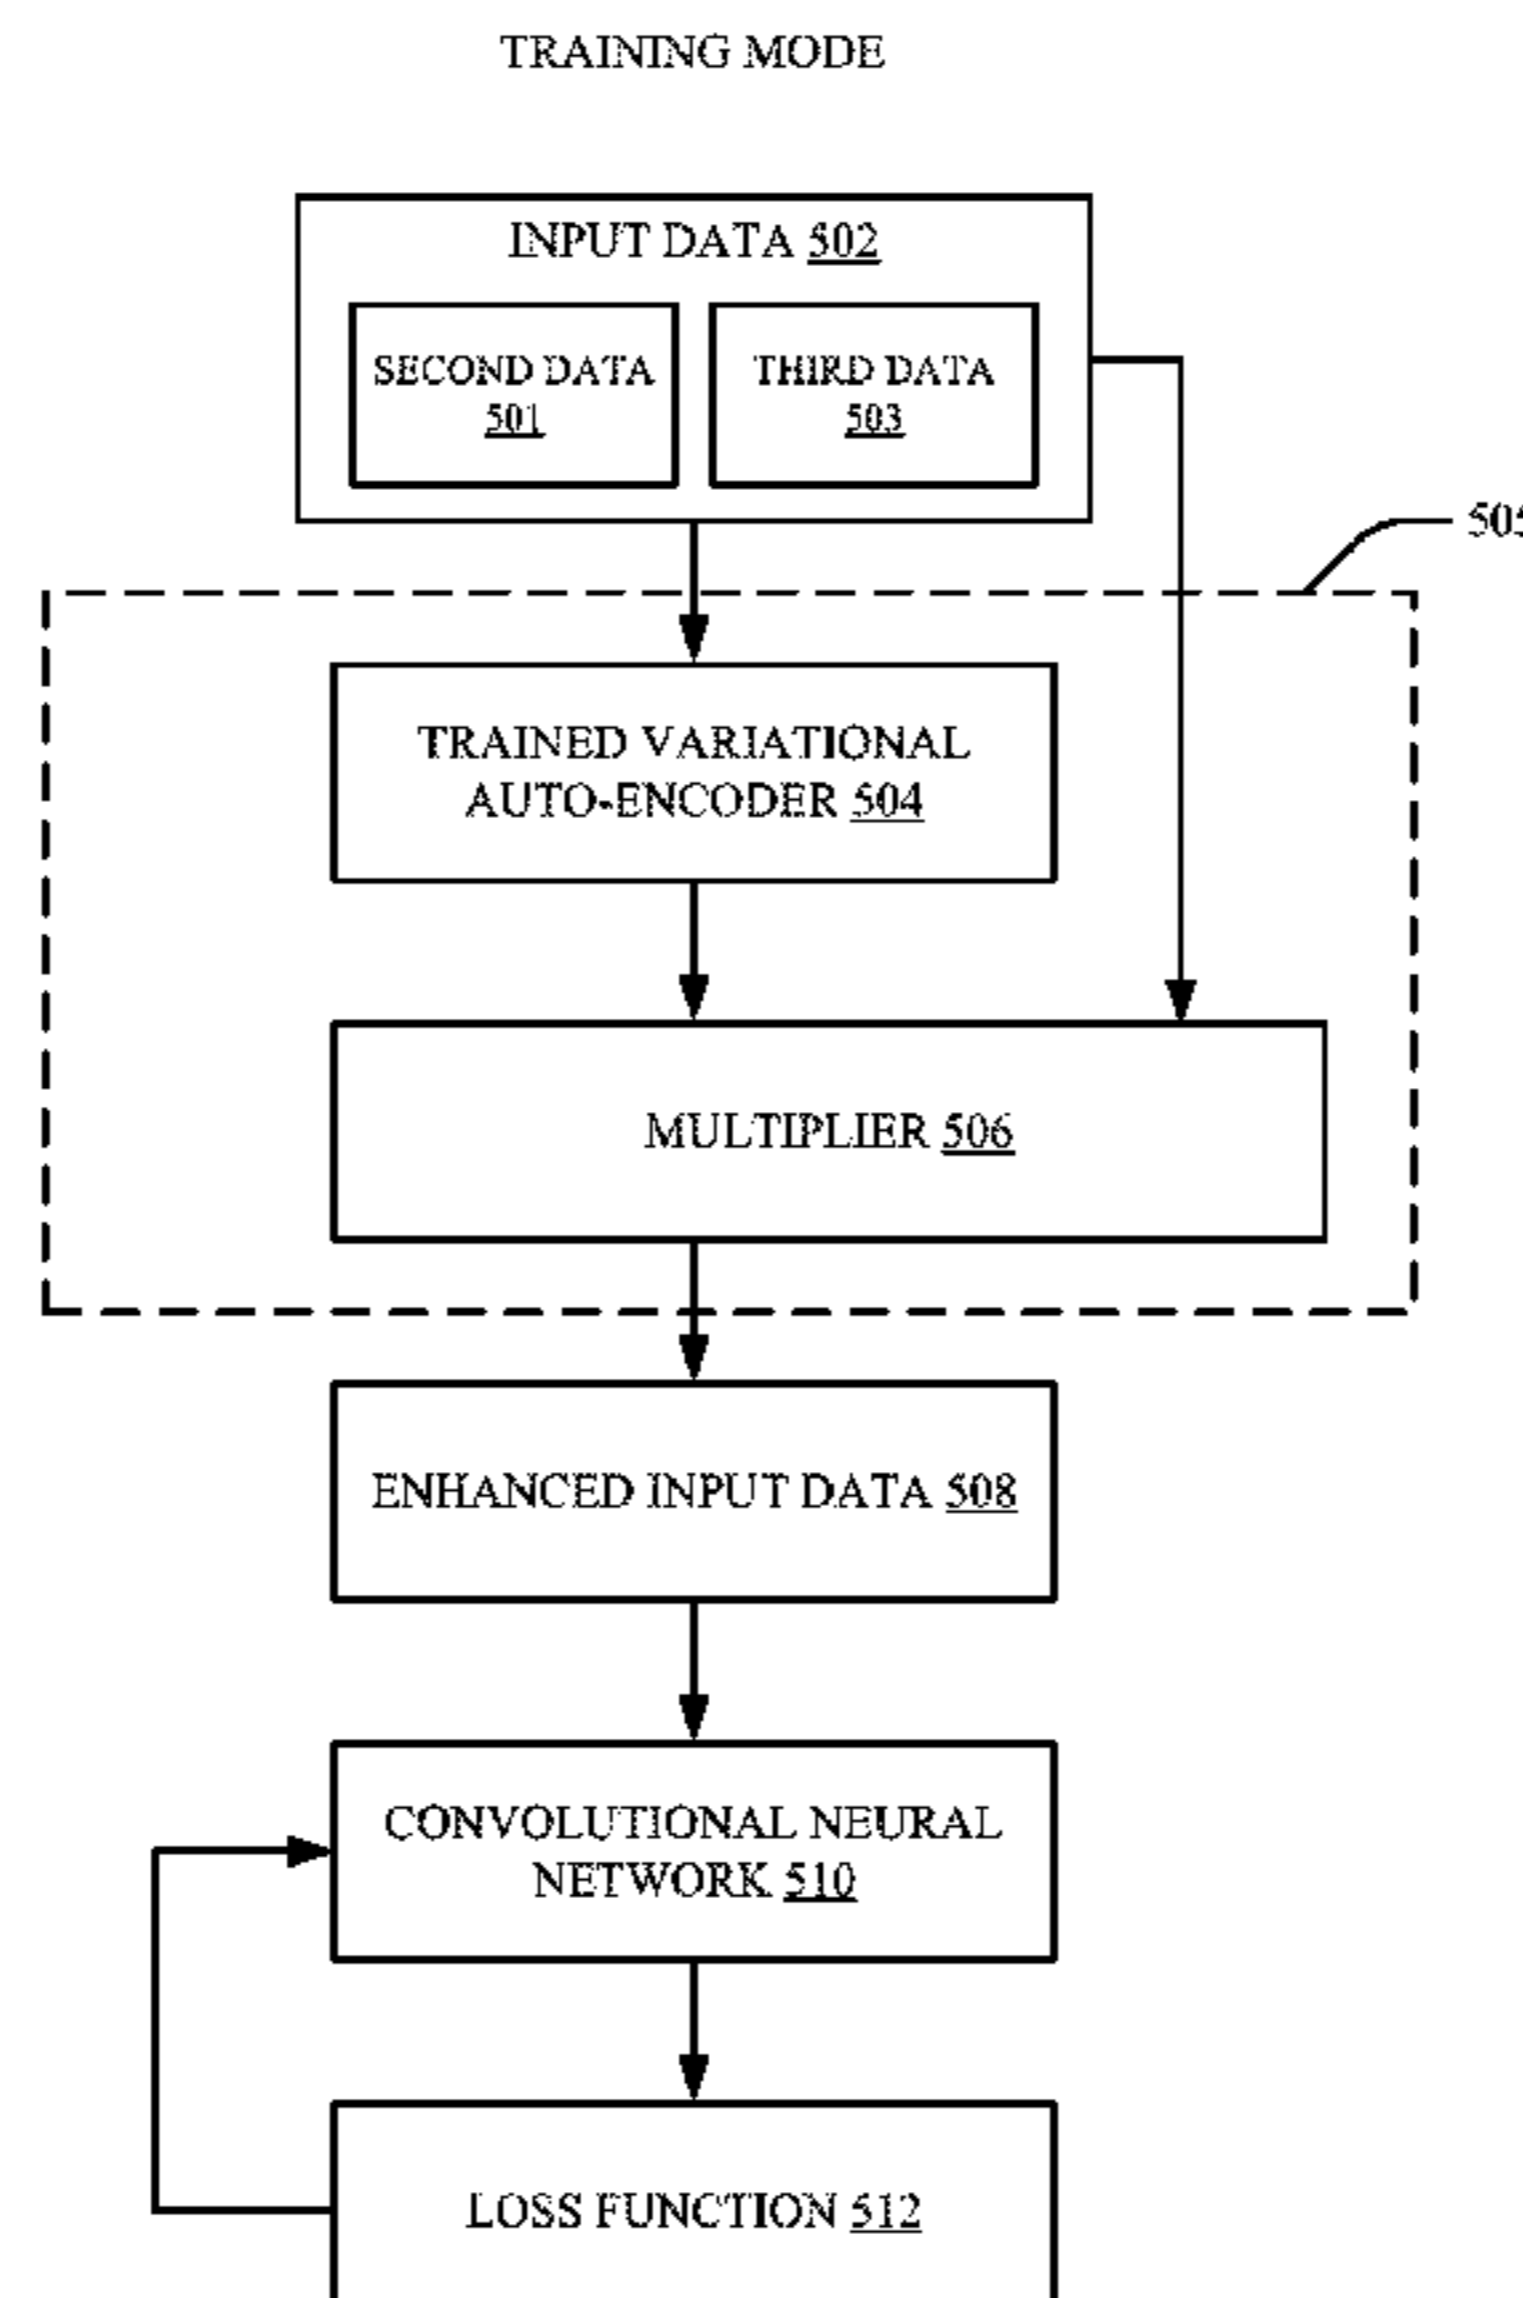 TRAINING MODE
INPUT DATA 502
SECOND DATA
501
THIRD DATA
503
505
TRAINED VARIATIONAL
AUTO-ENCODER 504
MULTIPLIER 506
ENHANCED INPUT DATA 508
CONVOLUTIONAL NEURAL
NETWORK 510
LOSS FUNCTION 512